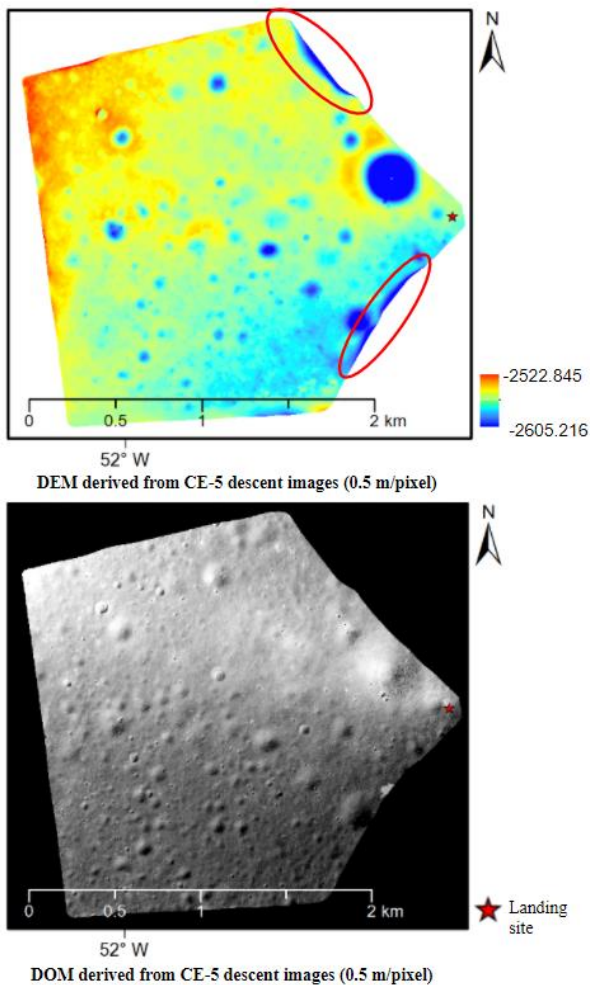 N
-2522.845
-2605.216
0 0.5 1 2 km
52° W
DEM derived from CE-5 descent images (0.5 m/pixel)
N
0 0.5 1 2 km
Landing
site
52° W
DOM derived from CE-5 descent images (0.5 m/pixel)